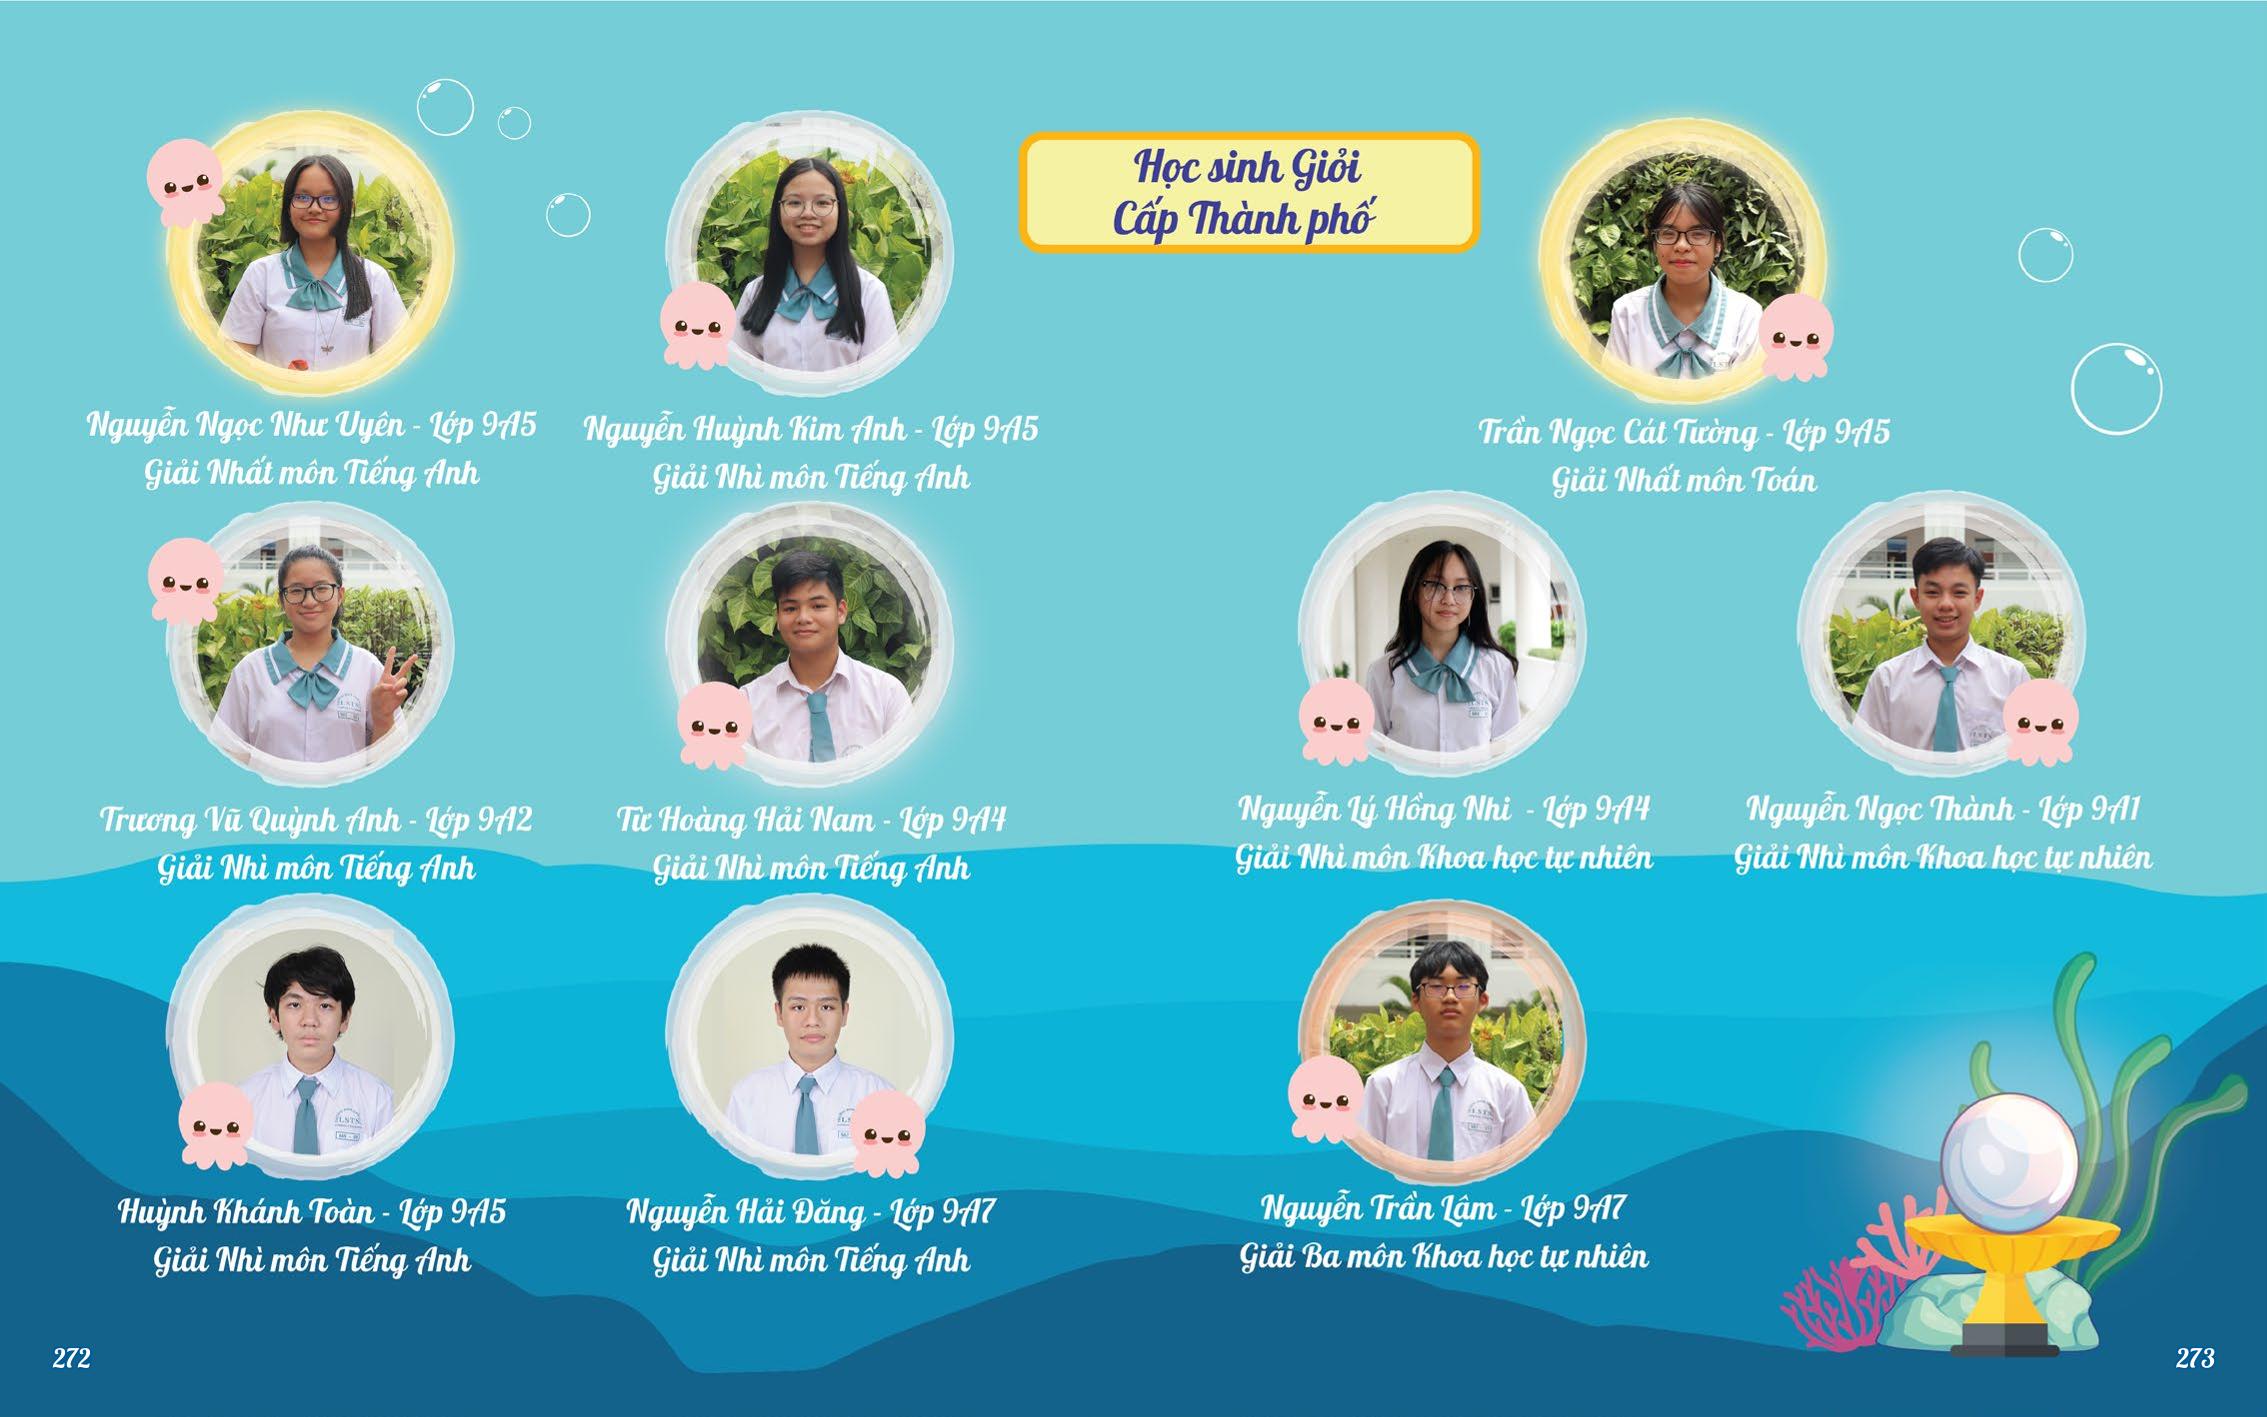 Học sinh Giỏi
Cấp Thành phố
Nguyễn Ngọc Như Uyên - Lớp 9A5
Giải Nhất môn Tiếng Anh
Nguyễn Huỳnh Kim Anh - Lớp 9A5
Giải Nhì môn Tiếng Anh
Trương Vũ Quỳnh Anh - Lớp 9A2
Giải Nhì môn Tiếng Anh
Từ Hoàng Hải Nam - Lớp 9A4
Giải Nhì môn Tiếng Anh
Huỳnh Khánh Toàn - Lớp 9A5
Giải Nhì môn Tiếng Anh
Nguyễn Hải Đăng - Lớp 9A7
Giải Nhì môn Tiếng Anh
272
Trần Ngọc Cát Tường - Lớp 9A5
Giải Nhất môn Toán
Nguyễn Lý Hồng Nhi - Lớp 9A4
Giải Nhì môn Khoa học tự nhiên
Nguyễn Ngọc Thành - Lớp 9A1
Giải Nhì môn Khoa học tự nhiên
Nguyễn Trần Lâm - Lớp 9A7
Giải Ba môn Khoa học tự nhiên
273